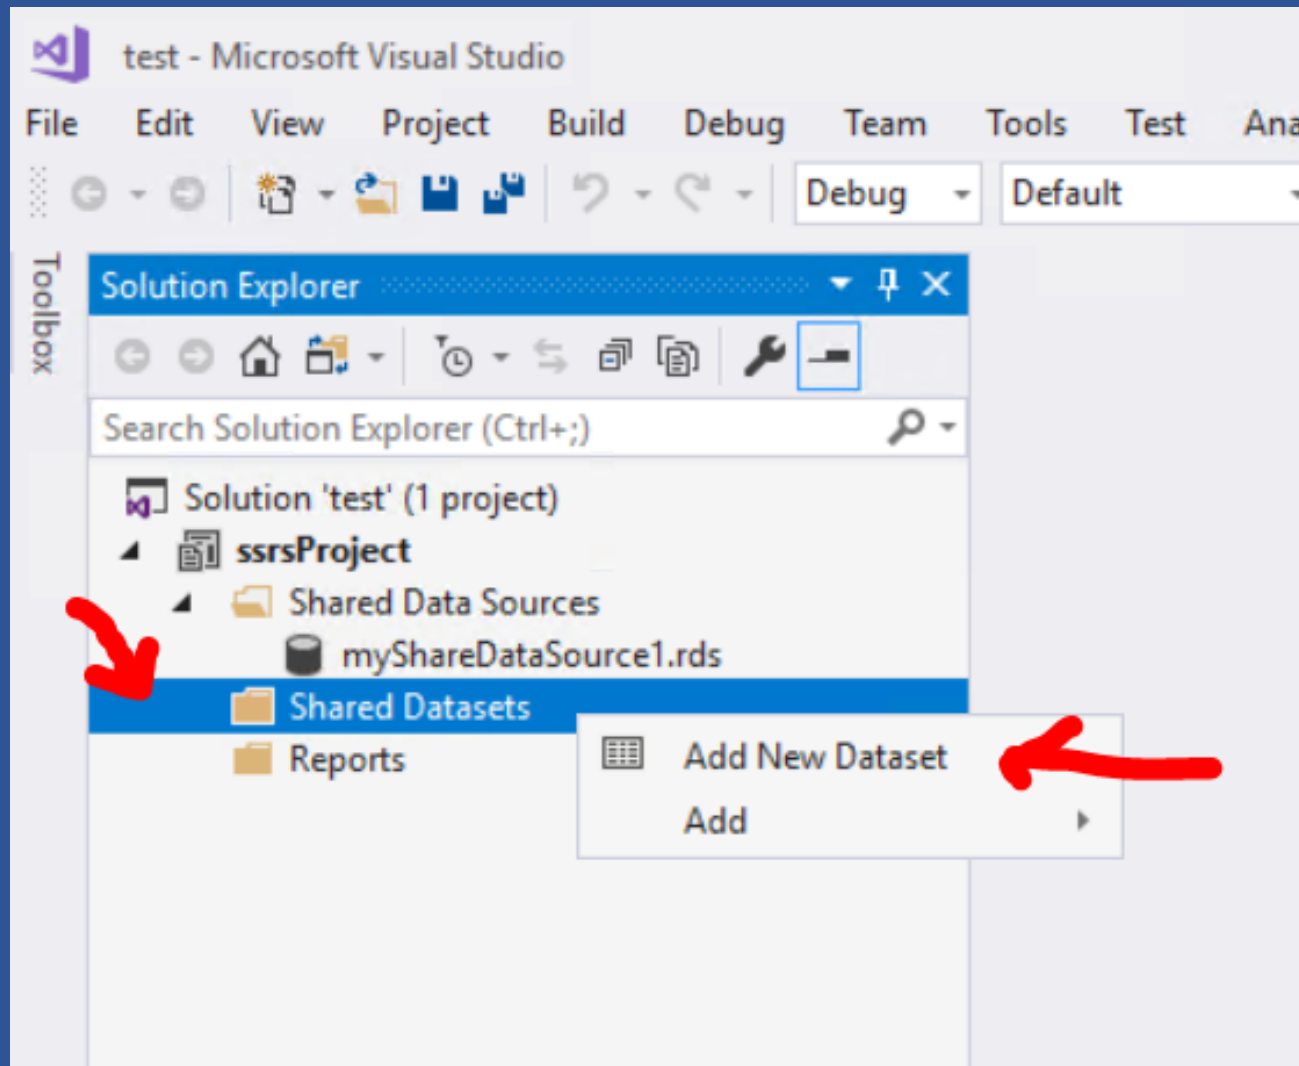 test - Microsoft Visual Studio
File Edit View Project Build Debug Team Tools Test Ana
Debug Default
Toolbox
Solution Explorer
Search Solution Explorer (Ctrl+;)
Solution 'test' (1 project)
ssrsProject
Shared Data Sources
myShareDataSource1.rds
Shared Datasets
Reports
Add New Dataset
Add